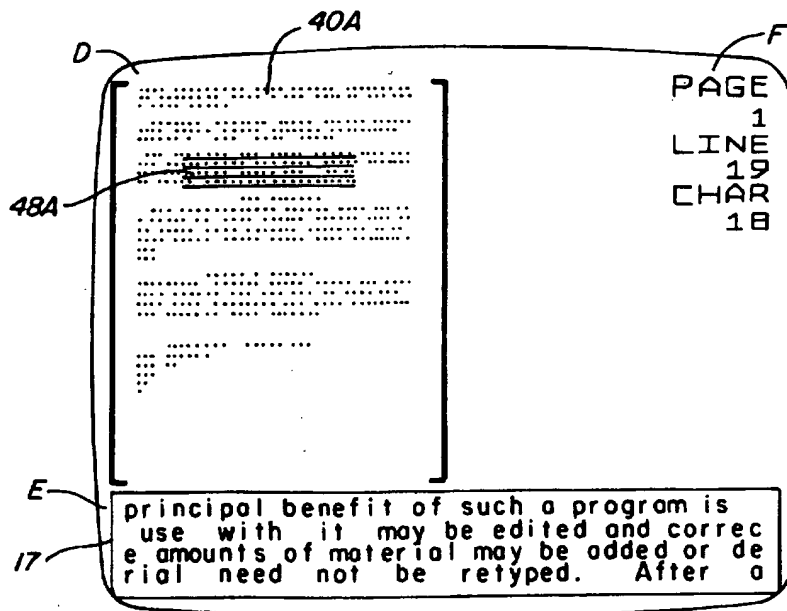 40A
D
F
PAGE
1
LINE
19
CHAR
18
48A
E
17
principal benefit of such a program is
use with it may be edited and correc
e amounts of material may be added or de
rial need not be retyped. After a